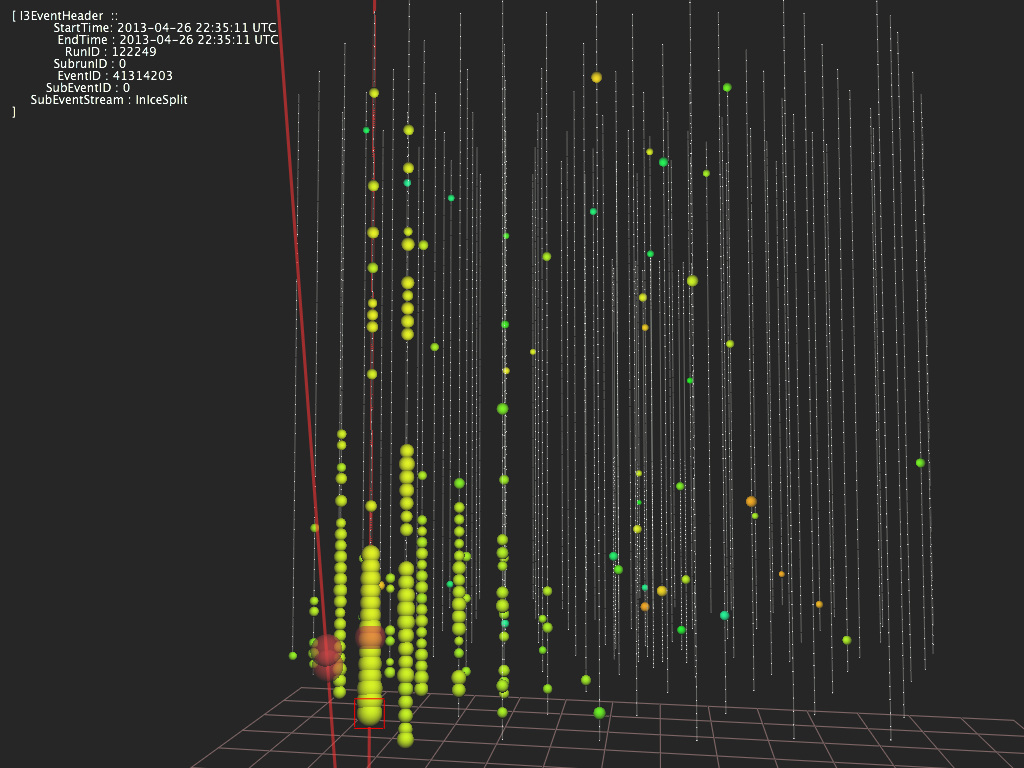 [ I3EventHeader ::
StartTime: 2013-04-26 22:35:11 UTC
EndTime : 2013-04-26 22:35:11 UTC
RunID : 122249
SubrunID : 0
EventID : 41314203
SubEventID : 0
SubEventStream : InIceSplit
]